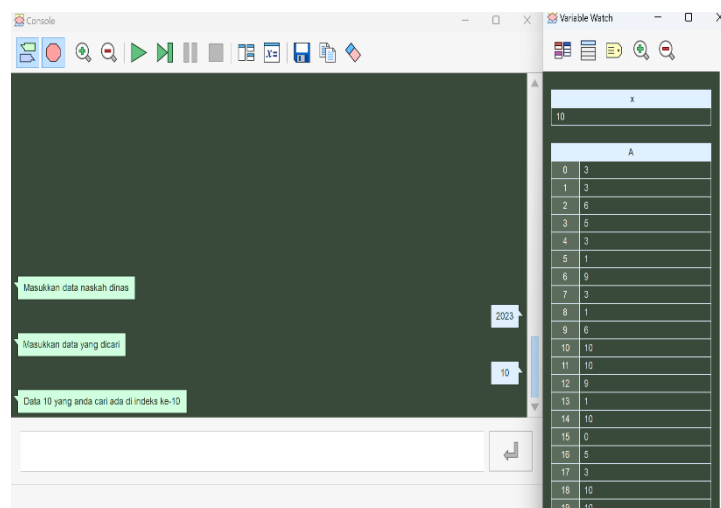 Console
x=
Masukkan data naskah dinas
2023
Masukkan data yang dicari
10
Data 10 yang anda cari ada di indeks ke-10
Variable Watch
x
10
A
0 3
1 3
2 6
3 5
4 3
5 1
6 9
7 3
8 1
9 6
10 10
11 10
12 9
13 1
14 10
15 0
16 5
17 3
18 10
19 10